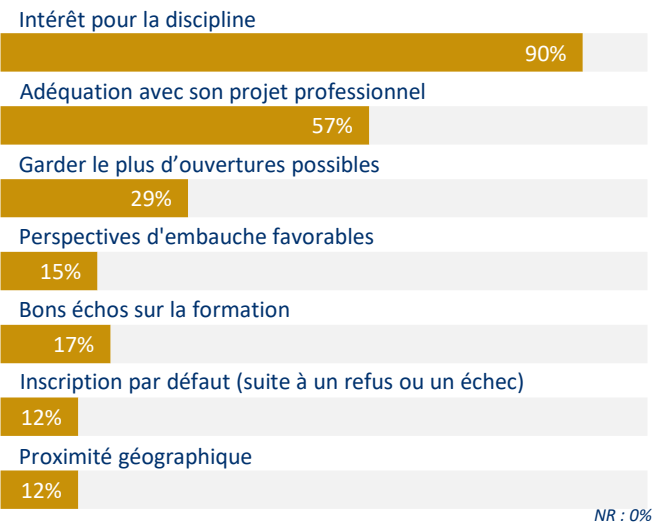 Intérêt pour la discipline
90%
Adéquation avec son projet professionnel
57%
Garder le plus d’ouvertures possibles
29%
Perspectives d'embauche favorables
15%
Bons échos sur la formation
17%
Inscription par défaut (suite à un refus ou un échec)
12%
Proximité géographique
12%
NR : 0%